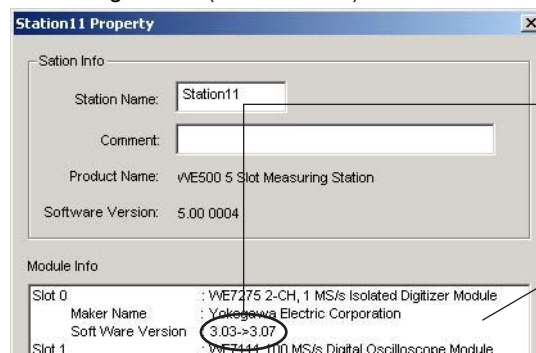 Station11 Property
Sation Info
Station Name: Station11
Comment:
Product Name: WE500 5 Slot Measuring Station
Software Version: 5.00 0004
Module Info
Slot 0 : WE7275 2-CH, 1 MS/s Isolated Digitizer Module
Maker Name : Yokogawa Electric Corporation
Soft Ware Version 3.03->3.07
Slot 1 : WE7111 100 MS/s Digital Oscilloscope Module